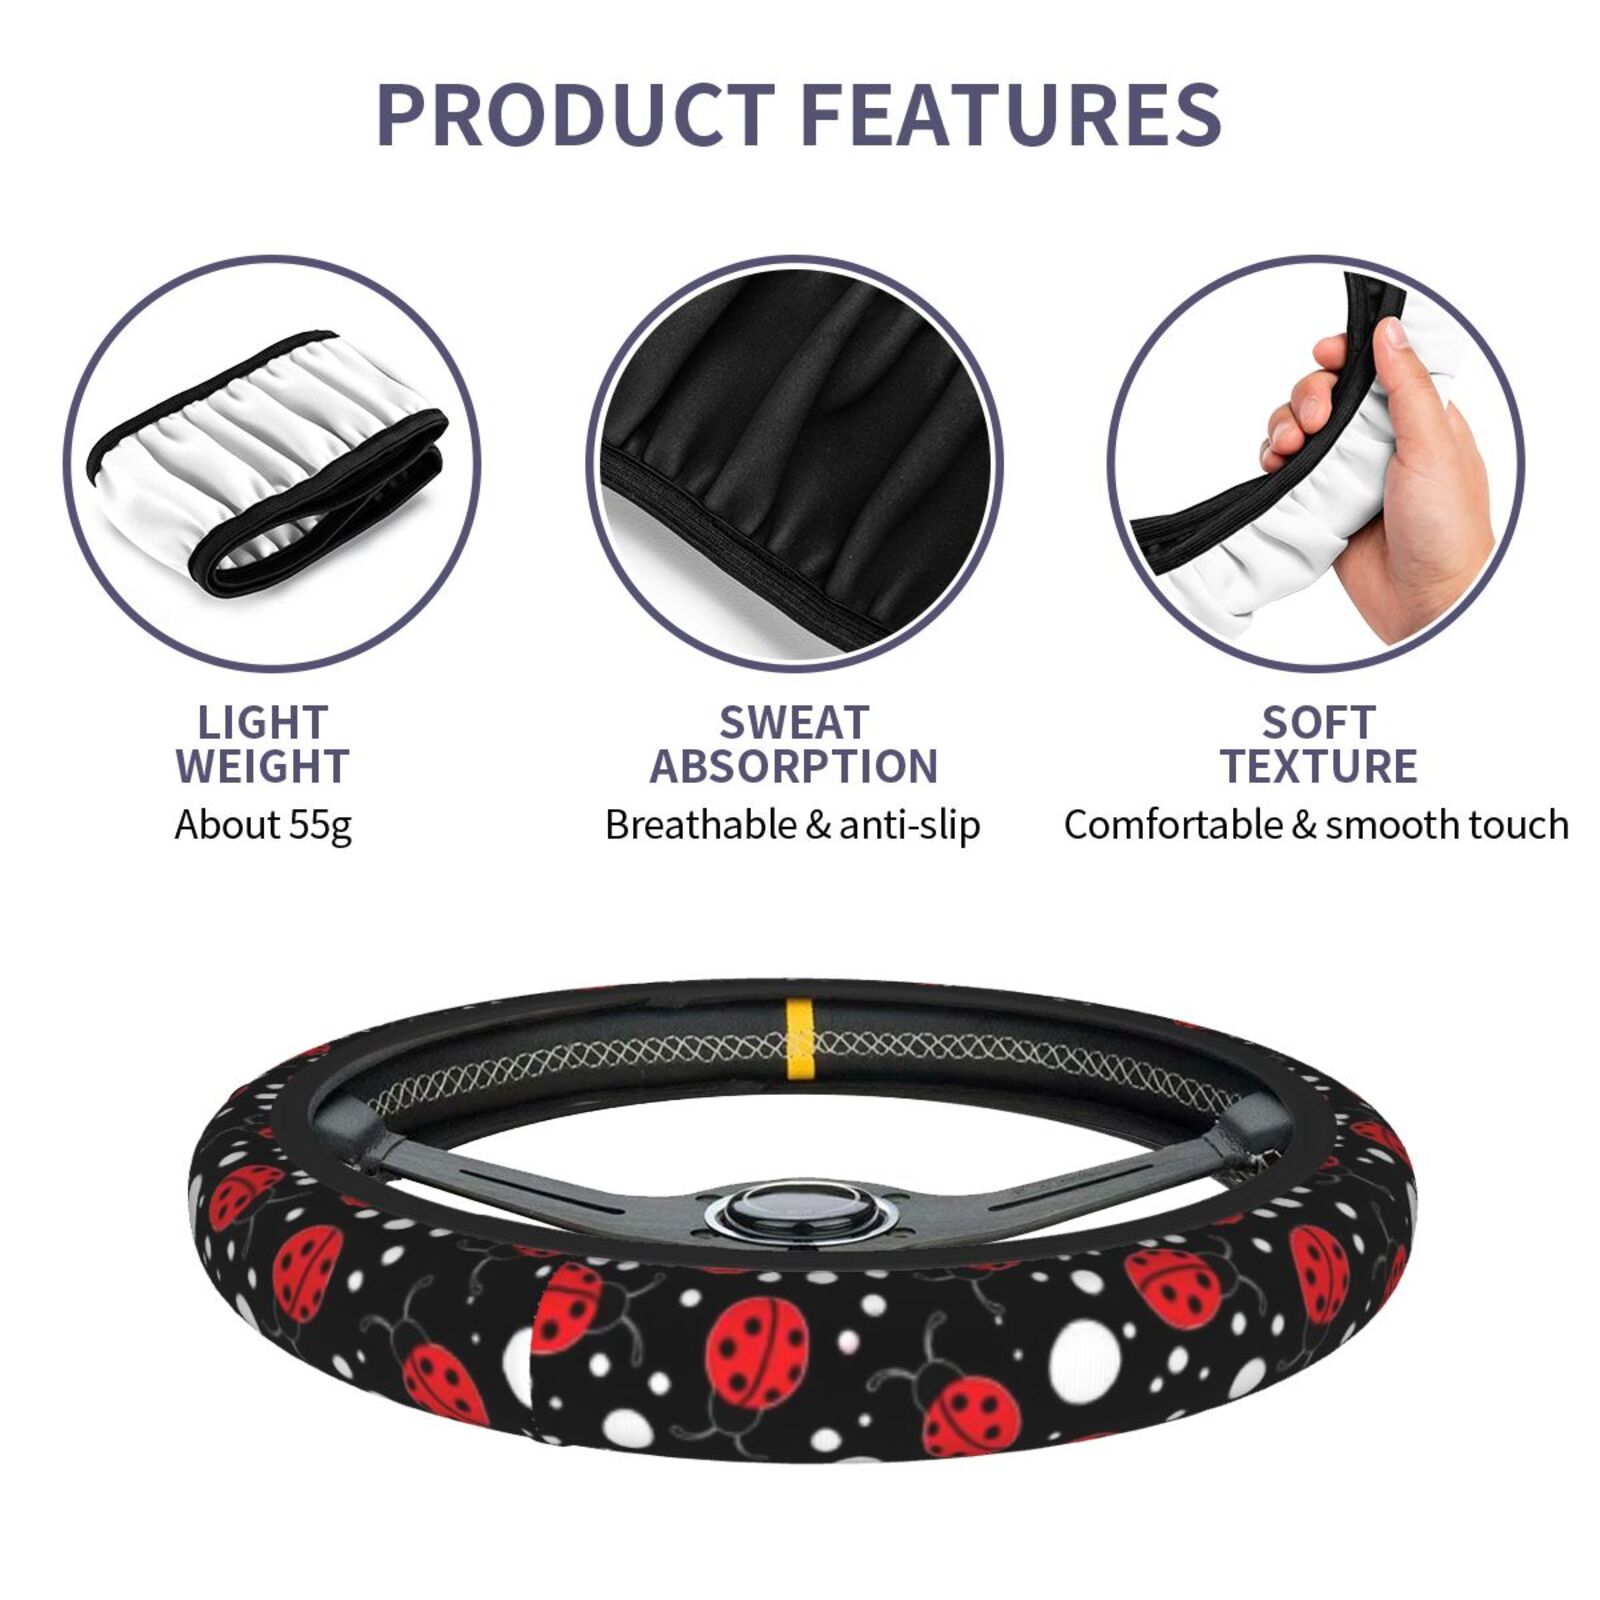 PRODUCT FEATURES
LIGHT
WEIGHT
About 55g
SWEAT
ABSORPTION
Breathable & anti-slip
SOFT
TEXTURE
Comfortable & smooth touch